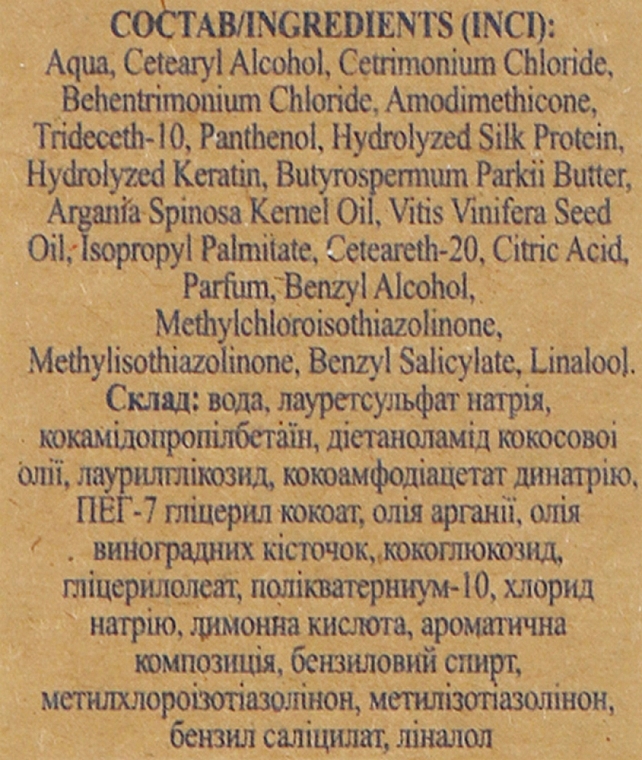 СОСТАВ/INGREDIENTS (INCI):
Aqua, Cetearyl Alcohol, Cetrimonium Chloride,
Behentrimonium Chloride, Amodimethicone,
Trideceth-10, Panthenol, Hydrolyzed Silk Protein,
Hydrolyzed Keratin, Butyrospermum Parkii Butter,
Argania Spinosa Kernel Oil, Vitis Vinifera Seed
Oil, Isopropyl Palmitate, Ceteareth-20, Citric Acid,
Parfum, Benzyl Alcohol,
Methylchloroisothiazolinone,
Methylisothiazolinone, Benzyl Salicylate, Linalool.
Склад: вода, лауретсульфат натрія,
кокамідопропілбетаїн, діетаноламід кокосової
олії, лаурилглікозид, кокоамфодіацетат динатрію,
ПЕГ-7 гліцерил кокоат, олія арганії, олія
виноградних кісточок, кокоглюкозид,
гліцерилолеат, полікватерниум-10, хлорид
натрію, лимонна кислота, ароматична
композиція, бензиловий спирт,
метилхлороізотіазолінон, метилізотіазолінон,
бензил саліцилат, ліналол